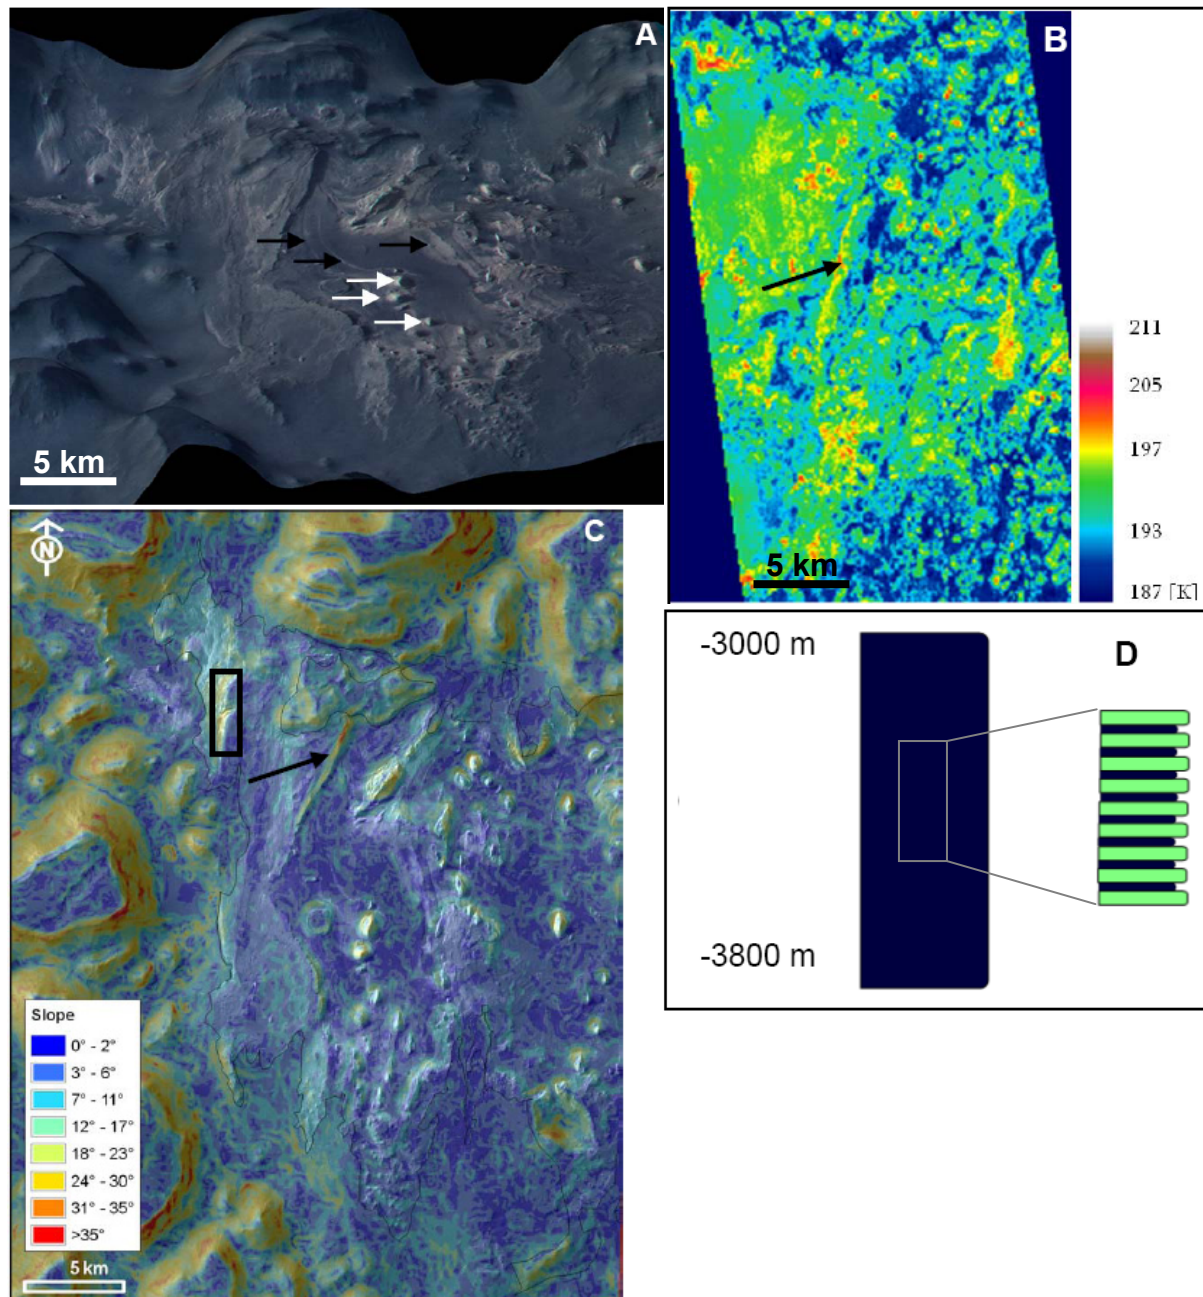 A
5 km
B
211
205
197
193
187 [K]
5 km
C
N
Slope
0° - 2°
3° - 6°
7° - 11°
12° - 17°
18° - 23°
24° - 30°
31° - 35°
>35°
5 km
-3000 m
D
-3800 m